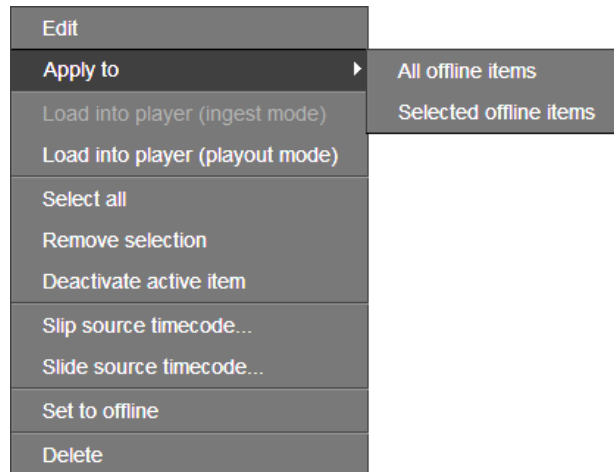 Edit
Apply to
All offline items
Selected offline items
Load into player (ingest mode)
Load into player (playout mode)
Select all
Remove selection
Deactivate active item
Slip source timecode...
Slide source timecode...
Set to offline
Delete